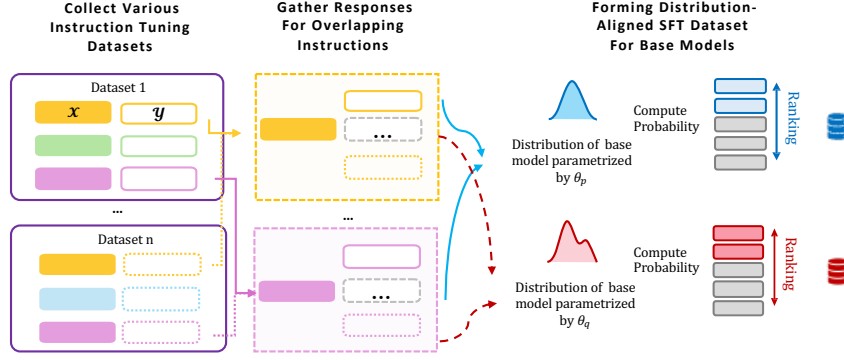 Collect Various
Instruction Tuning
Datasets
Gather Responses
For Overlapping
Instructions
Forming Distribution-
Aligned SFT Dataset
For Base Models
Dataset 1
x
y
...
Dataset n
...
...
...
Distribution of base
model parametrized
by θp
Compute
Probability
Ranking
Distribution of base
model parametrized
by θq
Compute
Probability
Ranking